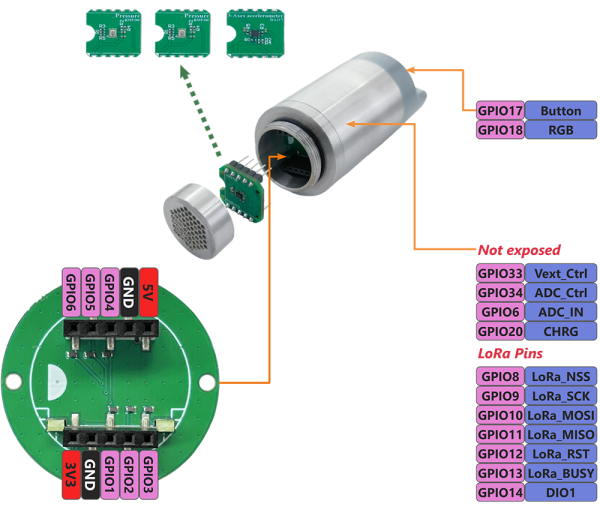 Pressure
Pressure
3-Axes accelerometer
GPIO17 Button
GPIO18 RGB
Not exposed
GPIO33 Vext_Ctrl
GPIO34 ADC_Ctrl
GPIO6 ADC_IN
GPIO20 CHRG
LoRa Pins
GPIO8 LoRa_NSS
GPIO9 LoRa_SCK
GPIO10 LoRa_MOSI
GPIO11 LoRa_MISO
GPIO12 LoRa_RST
GPIO13 LoRa_BUSY
GPIO14 DIO1
GPIO6 GPIO5 GPIO4 GND 5V
3V3 GND GPIO1 GPIO2 GPIO3